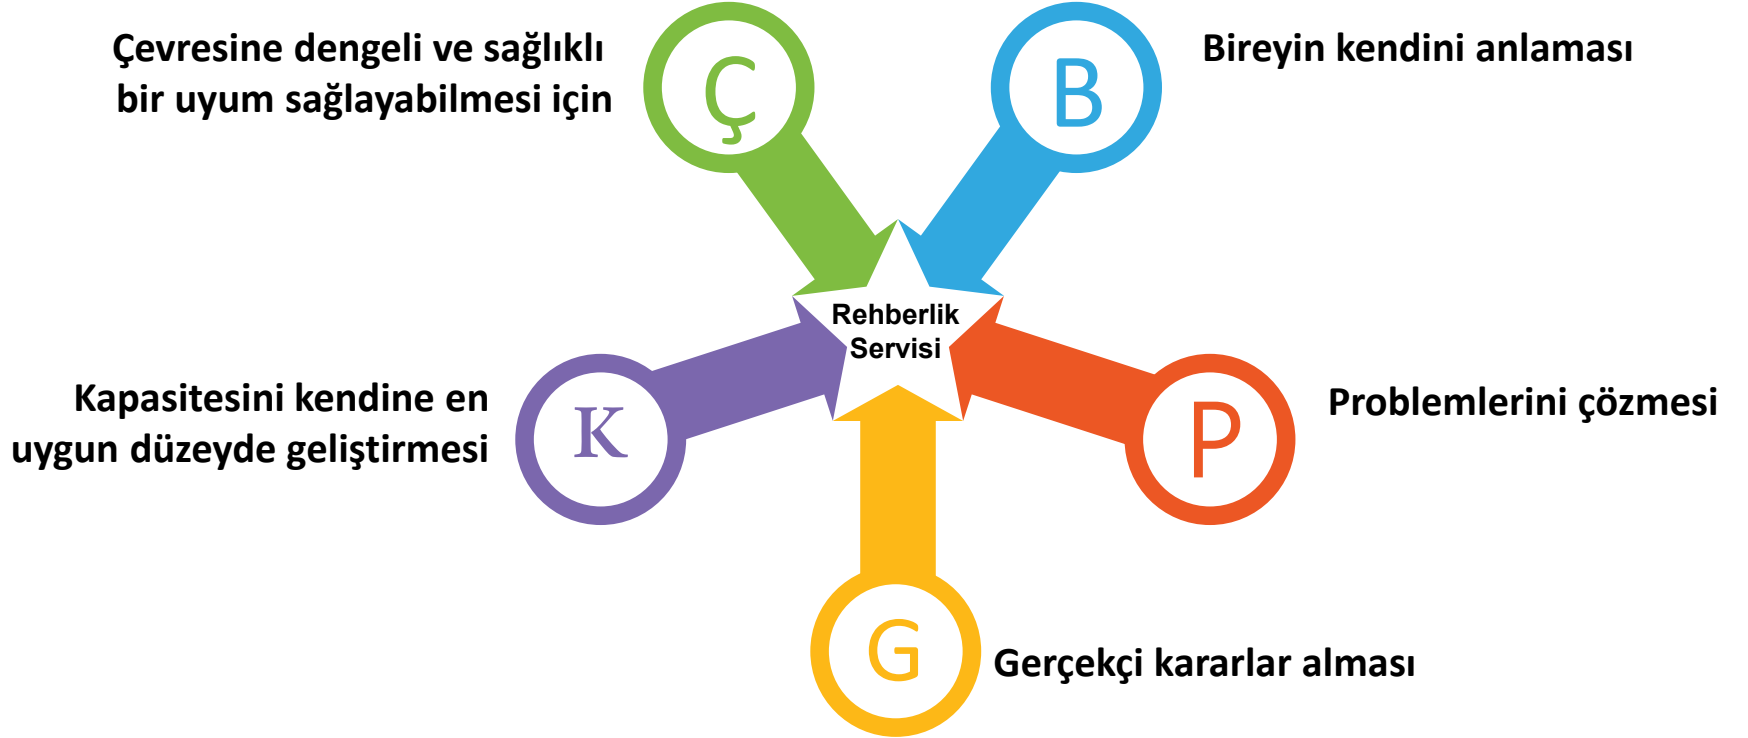 Çevresine dengeli ve sağlıklı
bir uyum sağlayabilmesi için
Ç
B
Bireyin kendini anlaması
Rehberlik
Servisi
Kapasitesini kendine en
uygun düzeyde geliştirmesi
K
P
Problemlerini çözmesi
G
Gerçekçi kararlar alması